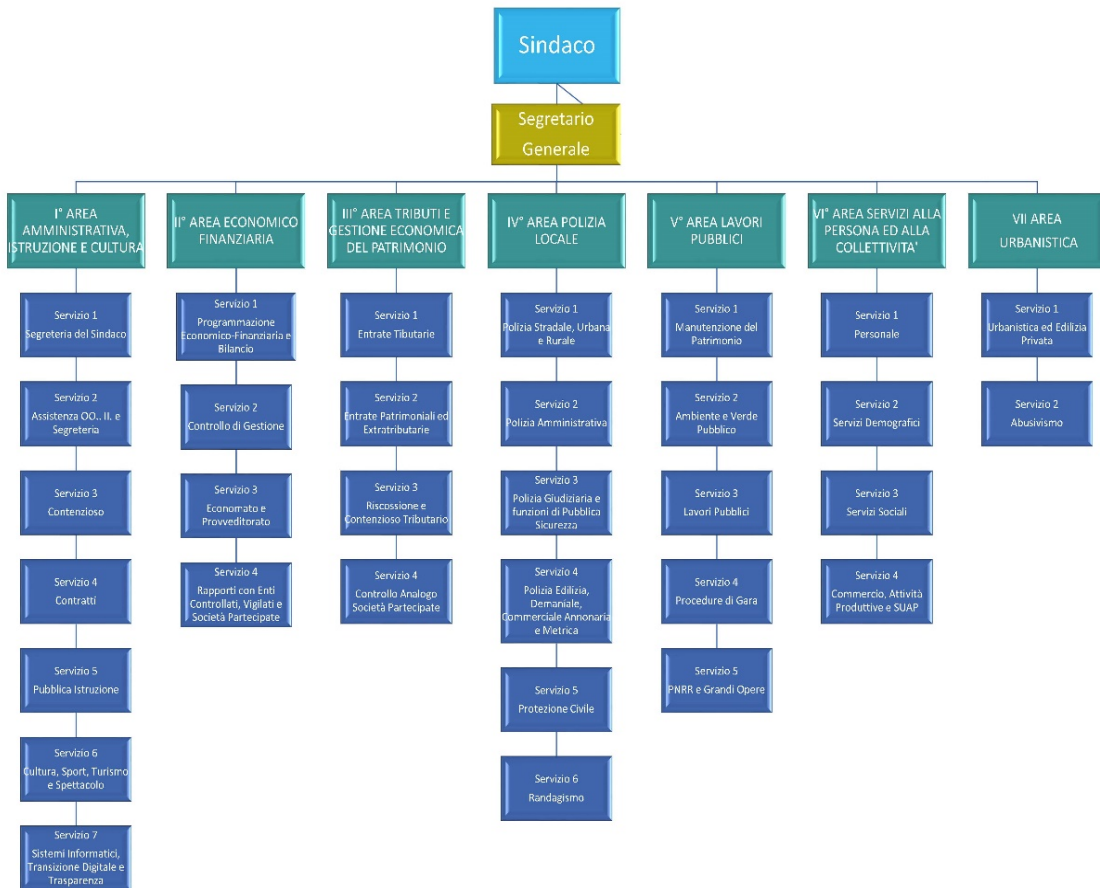 Sindaco
Segretario
Generale
I° AREA
AMMINISTRATIVA,
ISTRUZIONE E CULTURA
II° AREA ECONOMICO
FINANZIARIA
III° AREA TRIBUTI E
GESTIONE ECONOMICA
DEL PATRIMONIO
IV° AREA POLIZIA
LOCALE
V° AREA LAVORI
PUBBLICI
VI° AREA SERVIZI ALLA
PERSONA ED ALLA
COLLETTIVITA'
VII AREA
URBANISTICA
Servizio 1
Segreteria del Sindaco
Servizio 2
Assistenza OO.. II. e
Segreteria
Servizio 3
Contenzioso
Servizio 4
Contratti
Servizio 5
Pubblica Istruzione
Servizio 6
Cultura, Sport, Turismo
e Spettacolo
Servizio 7
Sistemi Informatici,
Transizione Digitale e
Trasparenza
Servizio 1
Programmazione
Economico-Finanziaria e
Bilancio
Servizio 2
Controllo di Gestione
Servizio 3
Economato e
Provveditorato
Servizio 4
Rapporti con Enti
Controllati, Vigilati e
Società Partecipate
Servizio 1
Entrate Tibutarie
Servizio 2
Entrate Patrimoniali ed
Extratributarie
Servizio 3
Riscossione e
Contenzioso Tributario
Servizio 4
Controllo Analogo
Società Partecipate
Servizio 1
Polizia Stradale, Urbana
e Rurale
Servizio 2
Polizia Amministrativa
Servizio 3
Polizia Giudiziaria e
funzioni di Pubblica
Sicurezza
Servizio 4
Polizia Edilizia,
Demaniale,
Commerciale Annonaria
e Metrica
Servizio 5
Protezione Civile
Servizio 6
Randagismo
Servizio 1
Manutenzione del
Patrimonio
Servizio 2
Ambiente e Verde
Pubblico
Servizio 3
Lavori Pubblici
Servizio 4
Procedure di Gara
Servizio 5
PNRR e Grandi Opere
Servizio 1
Personale
Servizio 2
Servizi Demografici
Servizio 3
Servizi Sociali
Servizio 4
Commercio, Attività
Produttive e SUAP
Servizio 1
Urbanistica ed Edilizia
Privata
Servizio 2
Abusivismo